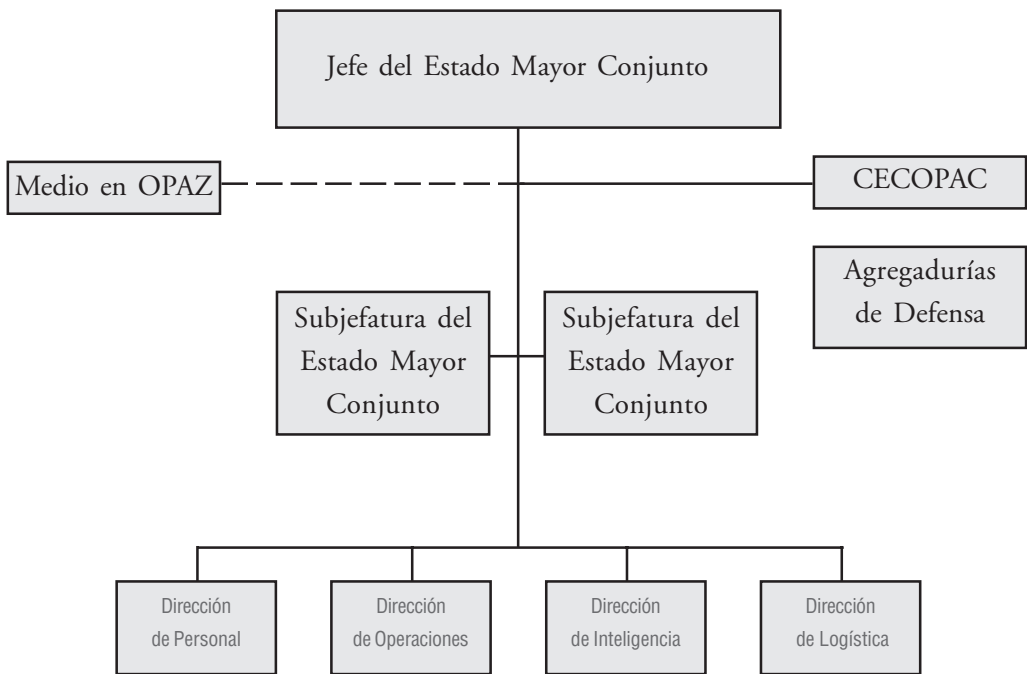 Jefe del Estado Mayor Conjunto
Medio en OPAZ
CECOPAC
Agregadurías
de Defensa
Subjefatura del
Estado Mayor
Conjunto
Subjefatura del
Estado Mayor
Conjunto
Dirección
de Personal
Dirección
de Operaciones
Dirección
de Inteligencia
Dirección
de Logística